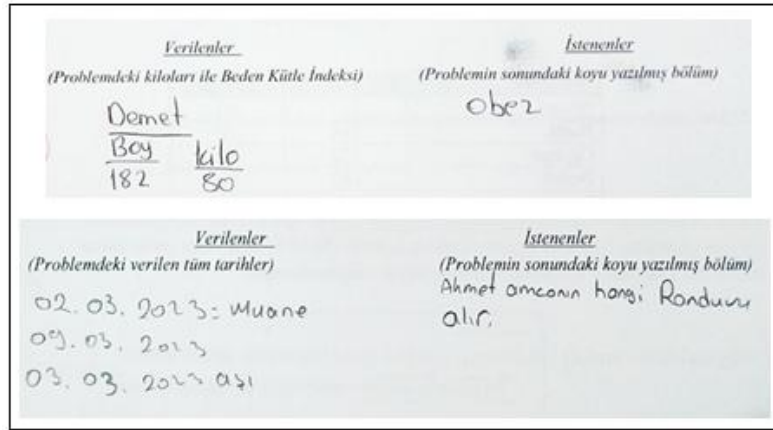 Verilenler
(Problemdeki kiloları ile Beden Kütle İndeksi)
Demet
Boy kilo
182 80
İstenenler
(Problemin sonundaki koyu yazılmış bölüm)
Obez
Verilenler
(Problemdeki verilen tüm tarihler)
02.03.2023: Muane
09.03.2023
03.03.2023 aşı
İstenenler
(Problemin sonundaki koyu yazılmış bölüm)
Ahmet amcanın hangi Randuvu
alır.